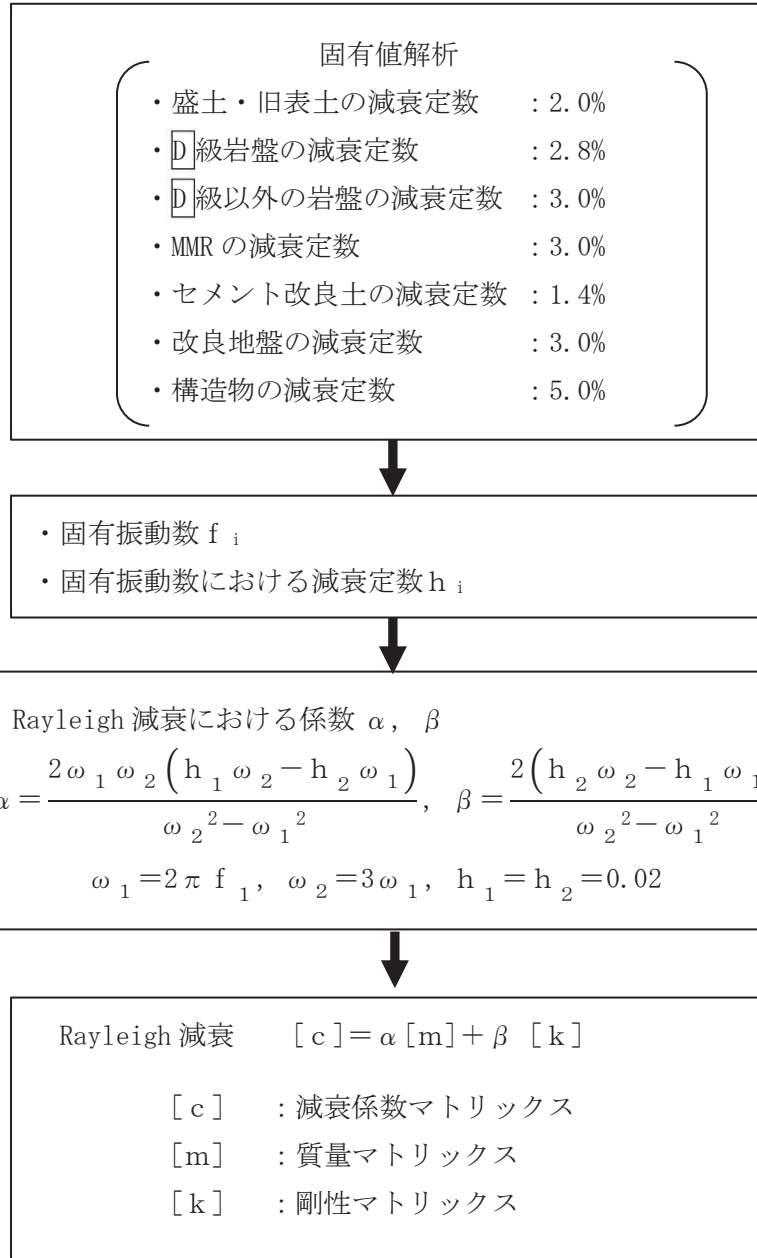 固有値解析
・盛土・旧表土の減衰定数 :2.0%
・D級岩盤の減衰定数 :2.8%
・D級以外の岩盤の減衰定数 :3.0%
・MMRの減衰定数 :3.0%
・セメント改良土の減衰定数 :1.4%
・改良地盤の減衰定数 :3.0%
・構造物の減衰定数 :5.0%
・固有振動数 f i
・固有振動数における減衰定数 h i
Rayleigh 減衰における係数 α, β
α=2ω1ω2(h1ω2−h2ω1)/ω2²−ω1², β=2(h2ω2−h1ω1/ω2²−ω1²
ω1=2πf1, ω2=3ω1, h1=h2=0.02
Rayleigh 減衰 [c]=α[m]+β [k]
[c] :減衰係数マトリックス
[m] :質量マトリックス
[k] :剛性マトリックス